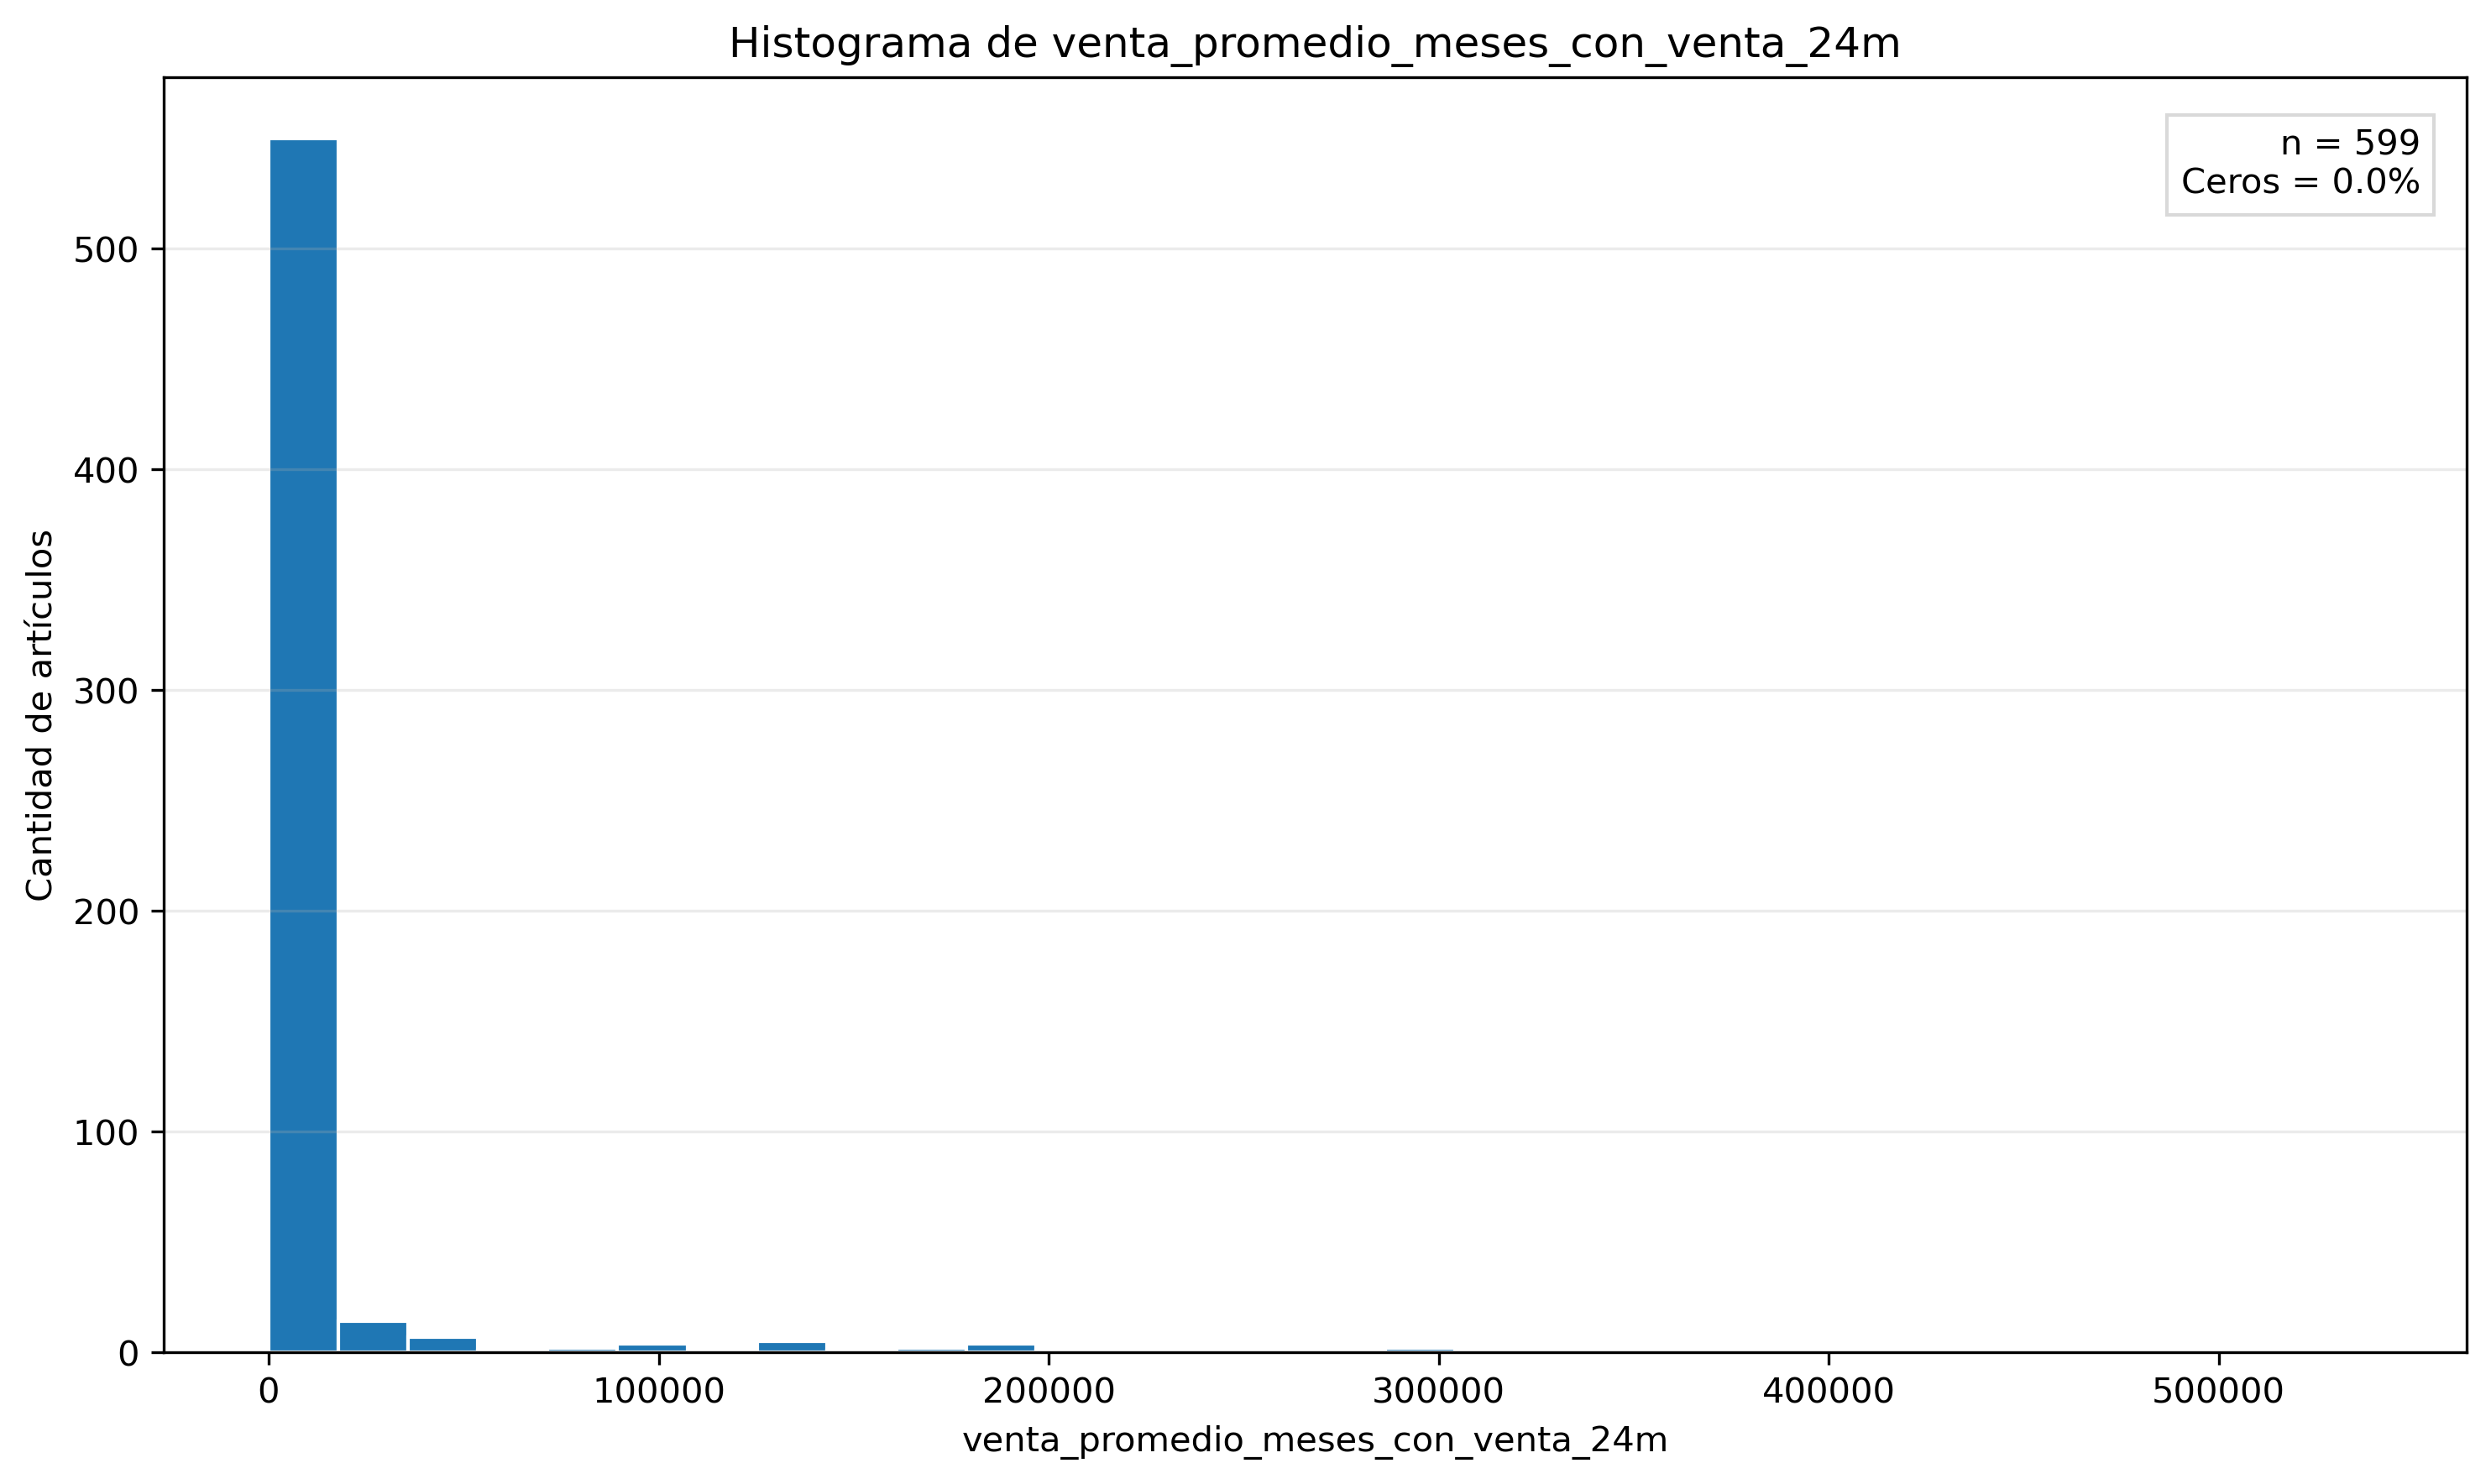 Histograma de venta_promedio_meses_con_venta_24m
n = 599
Ceros = 0.0%
Cantidad de artículos
500
400
300
200
100
0
0 100000 200000 300000 400000 500000
venta_promedio_meses_con_venta_24m